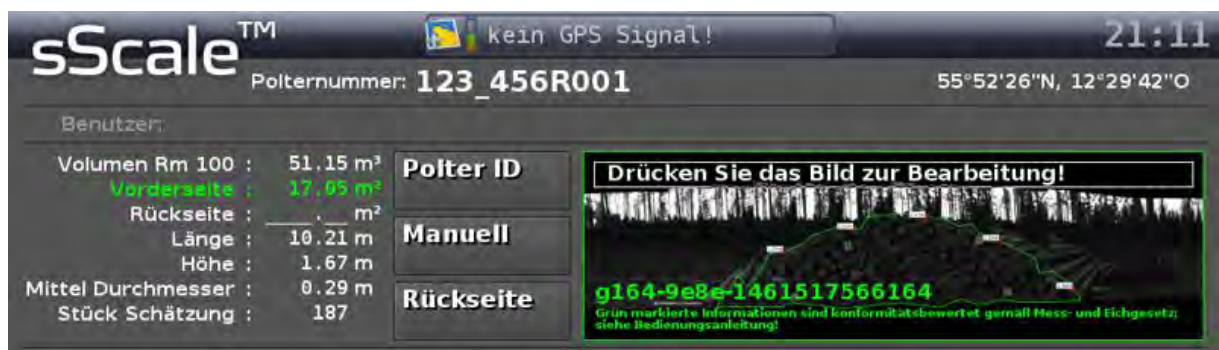 sScale™
kein GPS Signal!
21:11
Polternummer: 123_456R001
55°52'26"N, 12°29'42"O
Benutzer:
Volumen Rm 100 : 51.15 m³
Vorderseite : 17.05 m²
Rückseite : __.__ m²
Länge : 10.21 m
Höhe : 1.67 m
Mittel Durchmesser : 0.29 m
Stück Schätzung : 187
Polter ID
Manuell
Rückseite
Drücken Sie das Bild zur Bearbeitung!
g164-9e8e-1461517566164
Grün markierte Informationen sind konformitätsbewertet gemäß Mess- und Eichgesetz;
siehe Bedienungsanleitung!